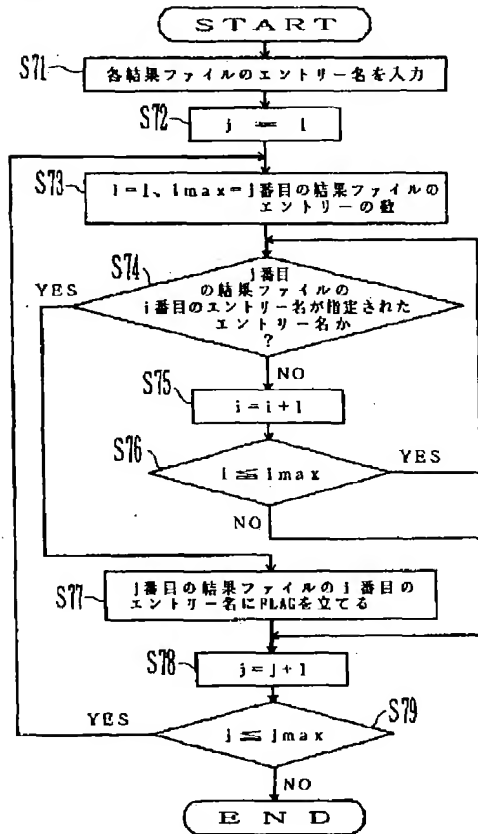 START
S71
各結果ファイルのエントリー名を入力
S72
j = 1
S73
i=1、imax=j番目の結果ファイルの
エントリーの数
S74
j番目
の結果ファイルの
i番目のエントリー名が指定された
エントリー名か
?
YES
NO
S75
i=i+1
S76
i≦imax
YES
NO
S77
j番目の結果ファイルのi番目の
エントリー名にFLAGを立てる
S78
j=j+1
S79
j≦jmax
YES
NO
END